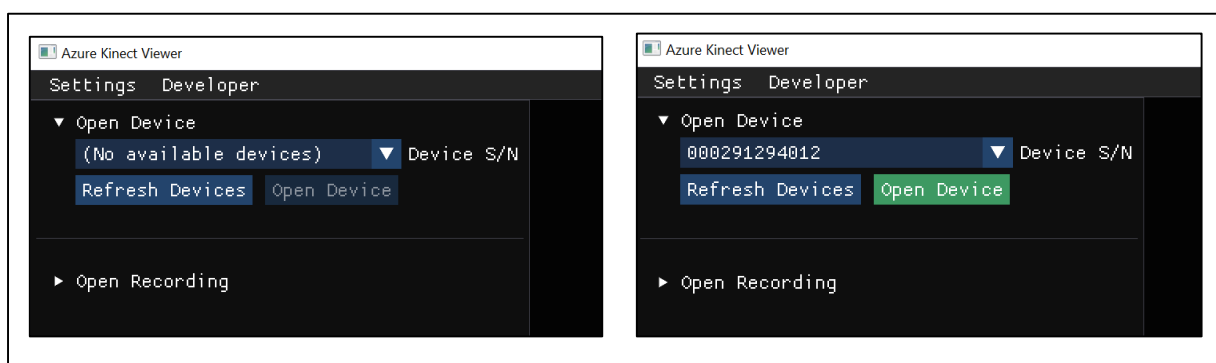 Azure Kinect Viewer
Settings Developer
Open Device
(No available devices) Device S/N
Refresh Devices Open Device
Open Recording
Azure Kinect Viewer
Settings Developer
Open Device
000291294012 Device S/N
Refresh Devices Open Device
Open Recording